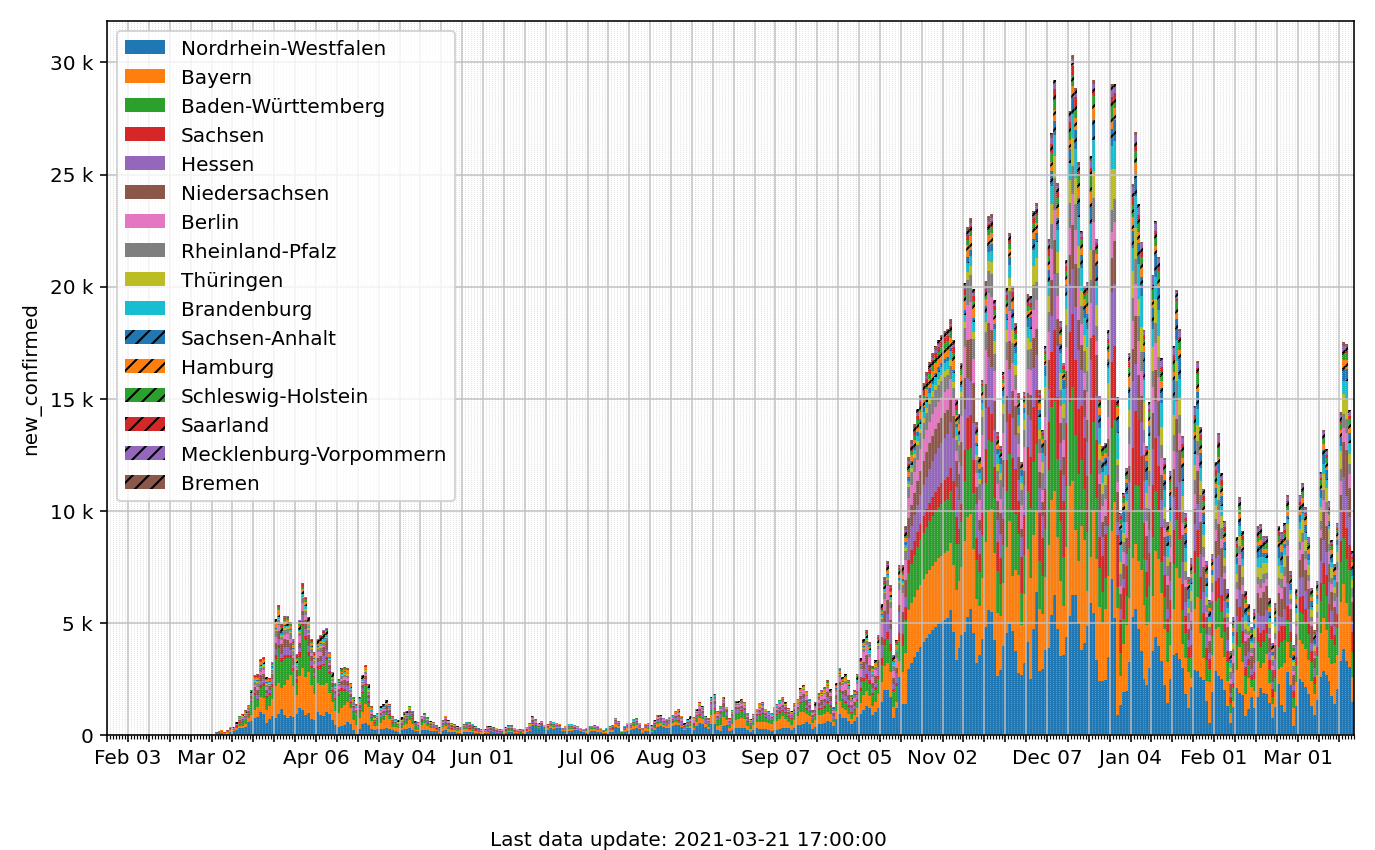 30 k
25 k
20 k
15 k
10 k
5 k
0
new_confirmed
Nordrhein-Westfalen
Bayern
Baden-Württemberg
Sachsen
Hessen
Niedersachsen
Berlin
Rheinland-Pfalz
Thüringen
Brandenburg
Sachsen-Anhalt
Hamburg
Schleswig-Holstein
Saarland
Mecklenburg-Vorpommern
Bremen
Feb 03 Mar 02 Apr 06 May 04 Jun 01 Jul 06 Aug 03 Sep 07 Oct 05 Nov 02 Dec 07 Jan 04 Feb 01 Mar 01
Last data update: 2021-03-21 17:00:00